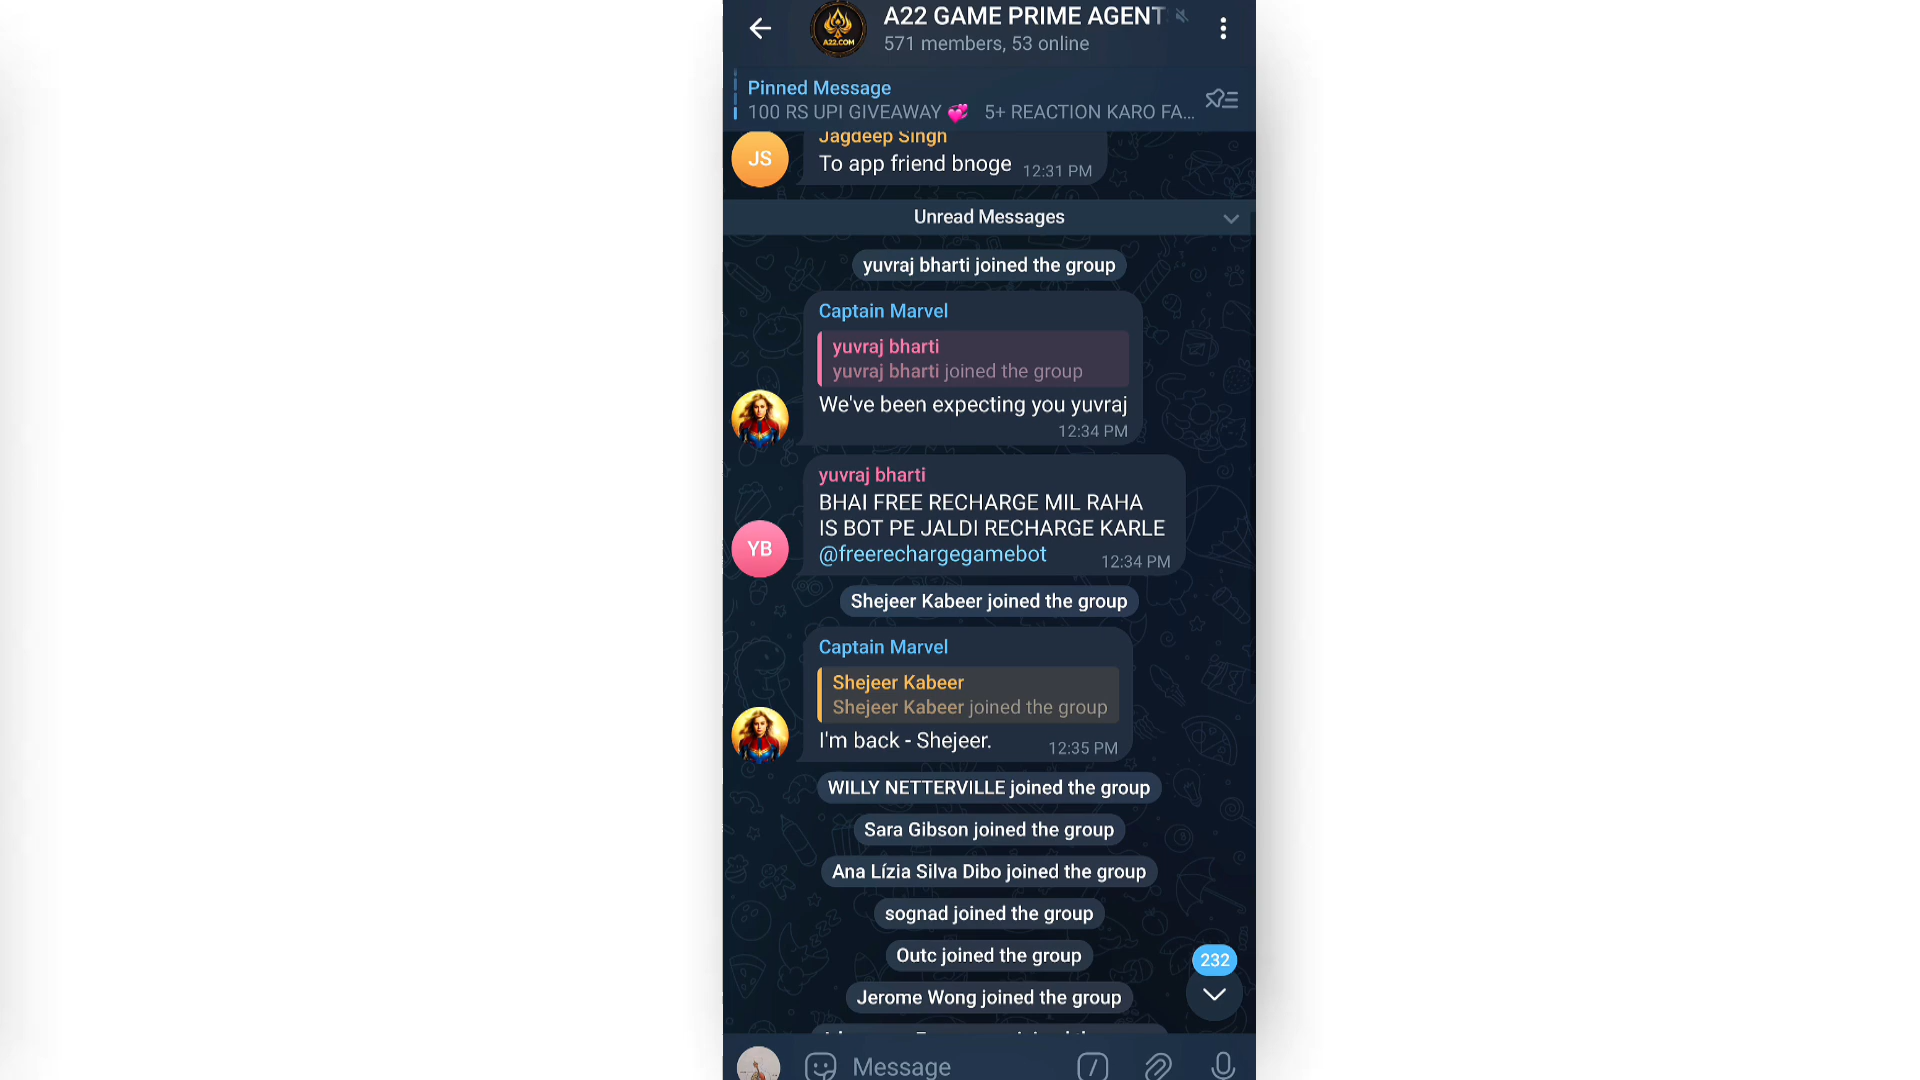 A22 GAME PRIME AGENT
571 members, 53 online
A22.COM
Pinned Message
100 RS UPI GIVEAWAY 💞 5+ REACTION KARO FA...
Jagdeep Singh
JS
To app friend bnoge 12:31 PM
Unread Messages
yuvraj bharti joined the group
Captain Marvel
yuvraj bharti
yuvraj bharti joined the group
We've been expecting you yuvraj
12:34 PM
yuvraj bharti
BHAI FREE RECHARGE MIL RAHA
IS BOT PE JALDI RECHARGE KARLE
YB
@freerechargegamebot 12:34 PM
Shejeer Kabeer joined the group
Captain Marvel
Shejeer Kabeer
Shejeer Kabeer joined the group
I'm back - Shejeer. 12:35 PM
WILLY NETTERVILLE joined the group
Sara Gibson joined the group
Ana Lízia Silva Dibo joined the group
sognad joined the group
Outc joined the group
232
Jerome Wong joined the group
Message